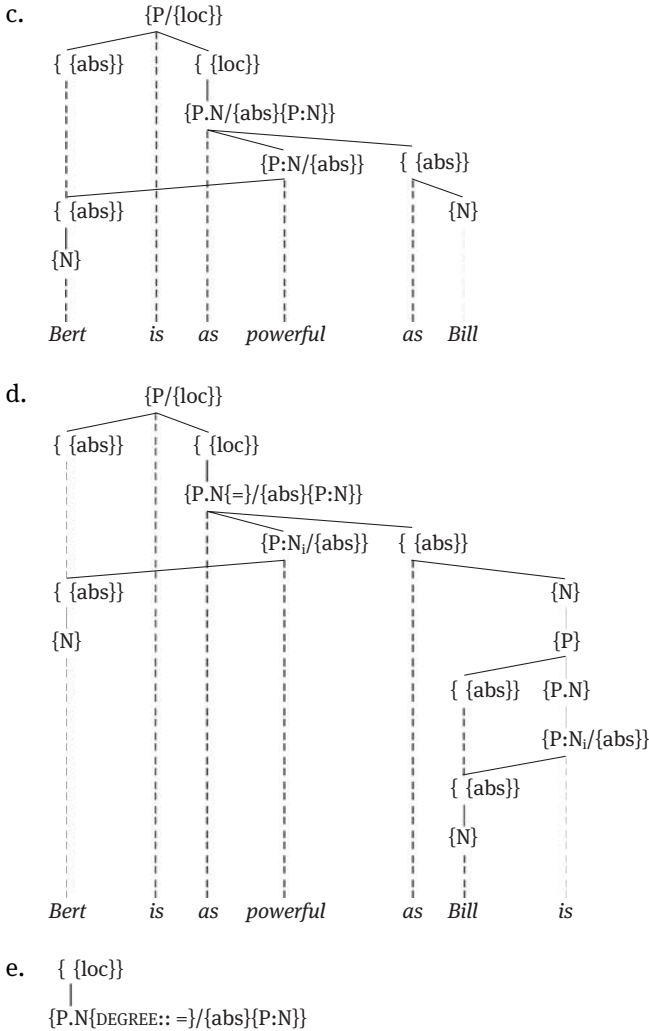 c. {P/{loc}}
{ {abs}} { {loc}}
{P.N/{abs}{P:N}}
{P:N/{abs}} { {abs}}
{ {abs}} {N}
{N}
Bert is as powerful as Bill
d. {P/{loc}}
{ {abs}} { {loc}}
{P.N{=}/{abs}{P:N}}
{P:Nᵢ/{abs}} { {abs}}
{ {abs}} {N}
{N} {P}
{ {abs}} {P.N}
{P:Nᵢ/{abs}}
{ {abs}}
{N}
Bert is as powerful as Bill is
e. { {loc}}
{P.N{DEGREE:: =}/{abs}{P:N}}